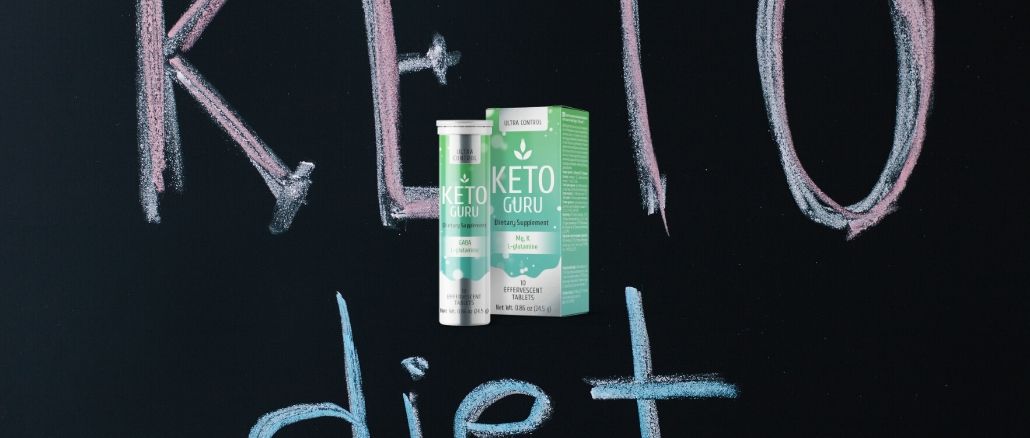 KETO
ULTRA
CONTROL
KETO
GURU
Dietary Supplement
GABA
L-glutamine
10
EFFERVESCENT
TABLETS
Net Wt. 0.86 oz (24.5 g)
ULTRA CONTROL
KETO
GURU
Dietary Supplement
Mg, K
L-glutamine
10
EFFERVESCENT
TABLETS
Net Wt. 0.86 oz (24.5 g)
diet